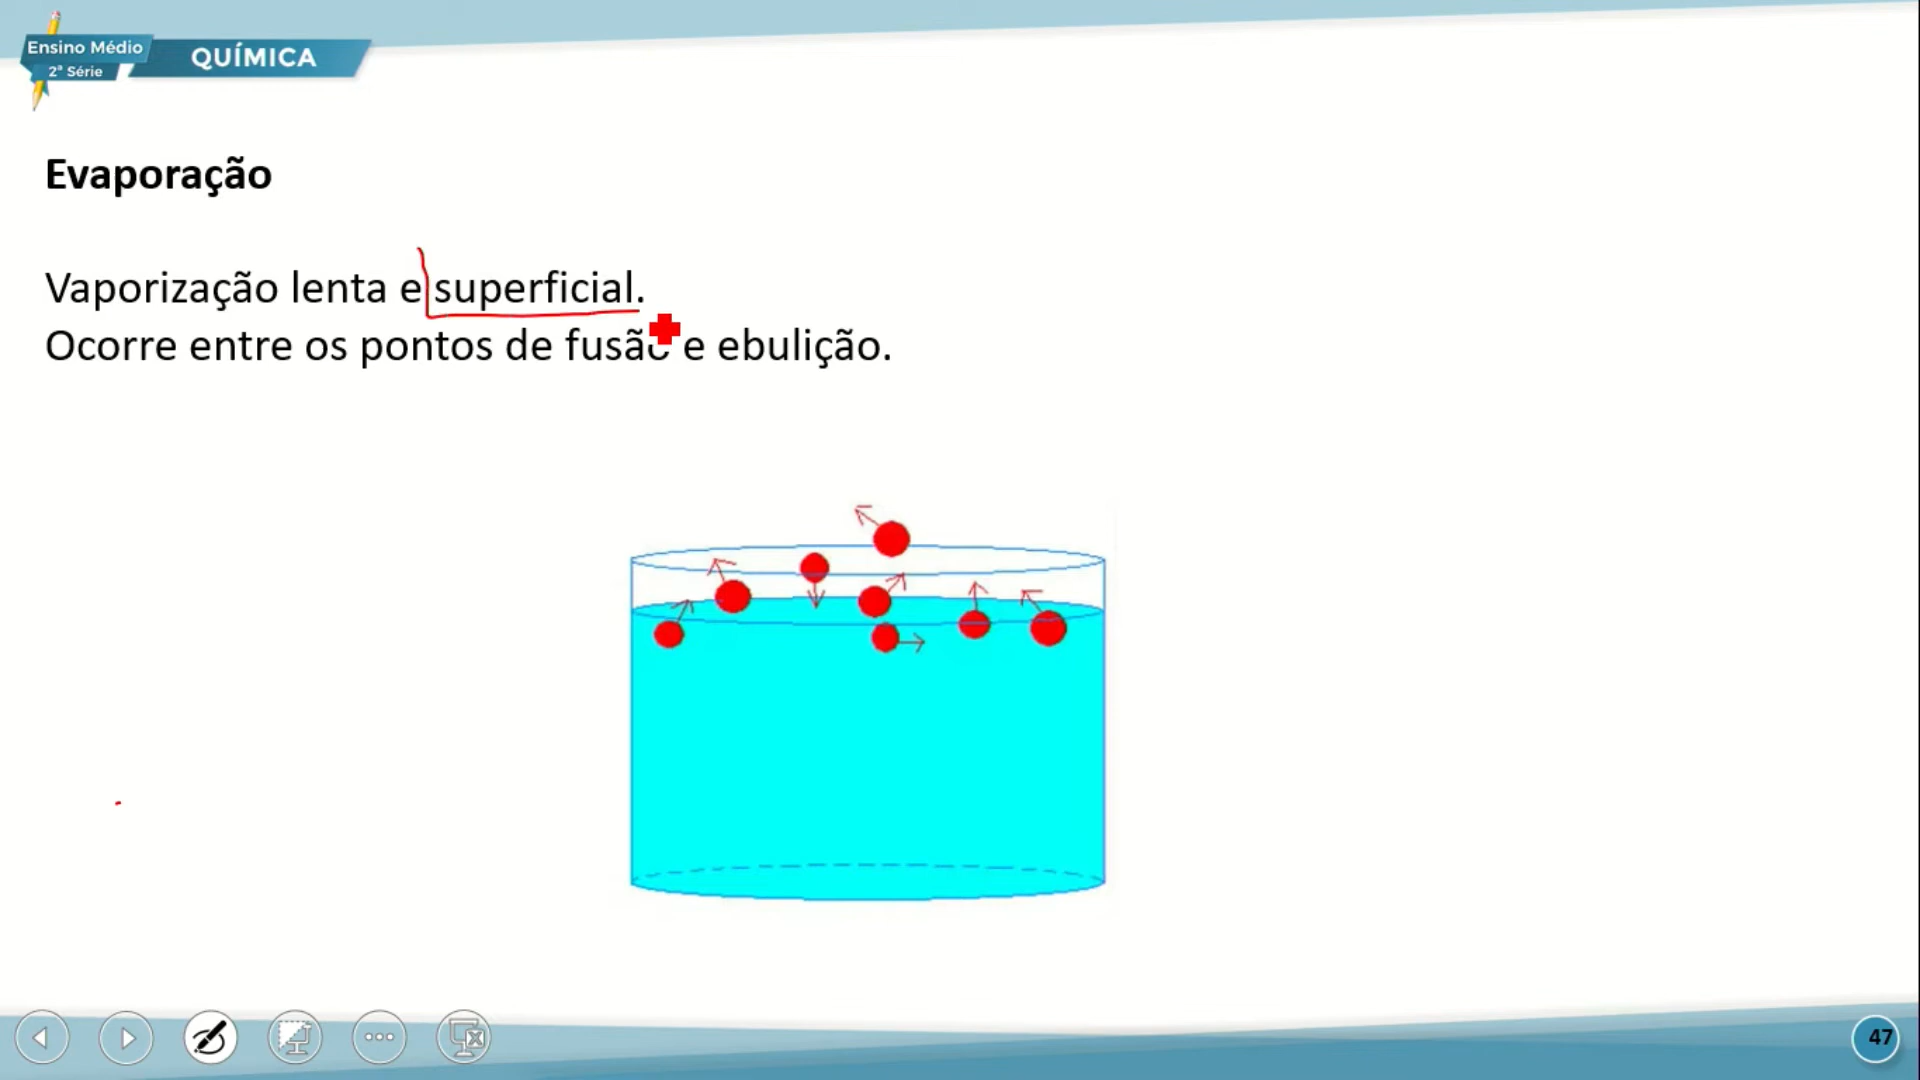 Ensino Médio
2ª Série
QUÍMICA
Evaporação
Vaporização lenta e superficial.
Ocorre entre os pontos de fusão e ebulição.
47